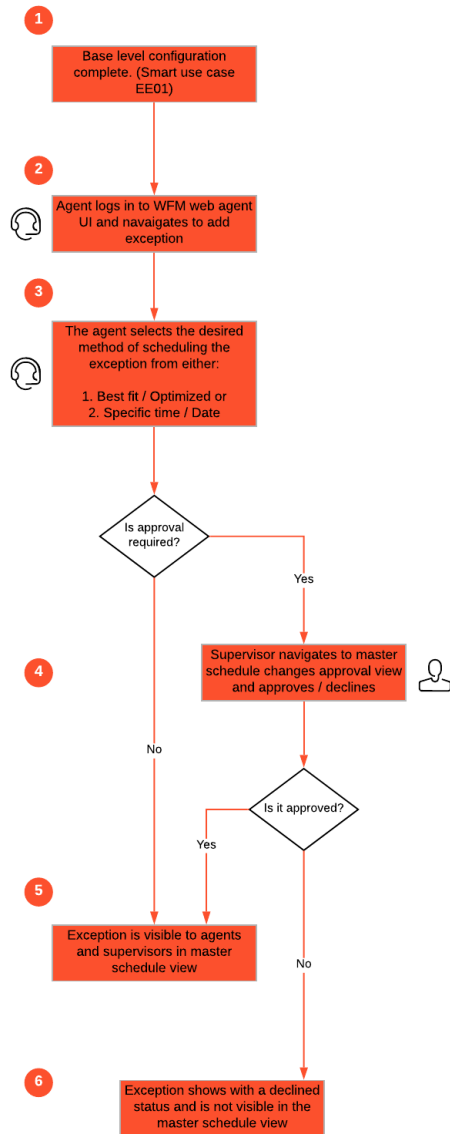 1
Base level configuration
complete. (Smart use case
EE01)
2
Agent logs in to WFM web agent
UI and navaigates to add
exception
3
The agent selects the desired
method of scheduling the
exception from either:
1. Best fit / Optimized or
2. Specific time / Date
Is approval
required?
Yes
4
Supervisor navigates to master
schedule changes approval view
and approves / declines
No
Is it approved?
Yes
5
Exception is visible to agents
and supervisors in master
schedule view
No
6
Exception shows with a declined
status and is not visible in the
master schedule view